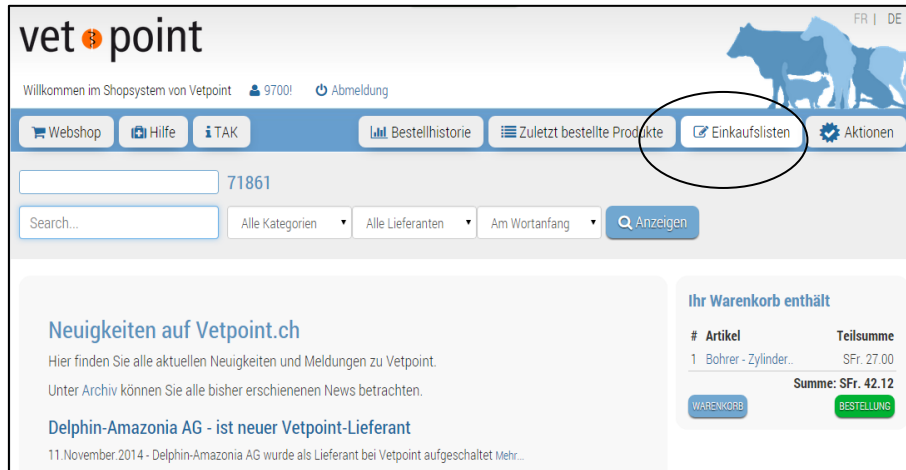 FR | DE
vet point
Willkommen im Shopsystem von Vetpoint 9700! Abmeldung
Webshop Hilfe i TAK Bestellhistorie Zuletzt bestellte Produkte Einkaufslisten Aktionen
71861
Search... Alle Kategorien Alle Lieferanten Am Wortanfang Anzeigen
Neuigkeiten auf Vetpoint.ch
Hier finden Sie alle aktuellen Neuigkeiten und Meldungen zu Vetpoint.
Unter Archiv können Sie alle bisher erschienenen News betrachten.
Delphin-Amazonia AG - ist neuer Vetpoint-Lieferant
11.November.2014 - Delphin-Amazonia AG wurde als Lieferant bei Vetpoint aufgeschaltet Mehr...
Ihr Warenkorb enthält
# Artikel Teilsumme
1 Bohrer - Zylinder.. SFr. 27.00
Summe: SFr. 42.12
WARENKORB BESTELLUNG